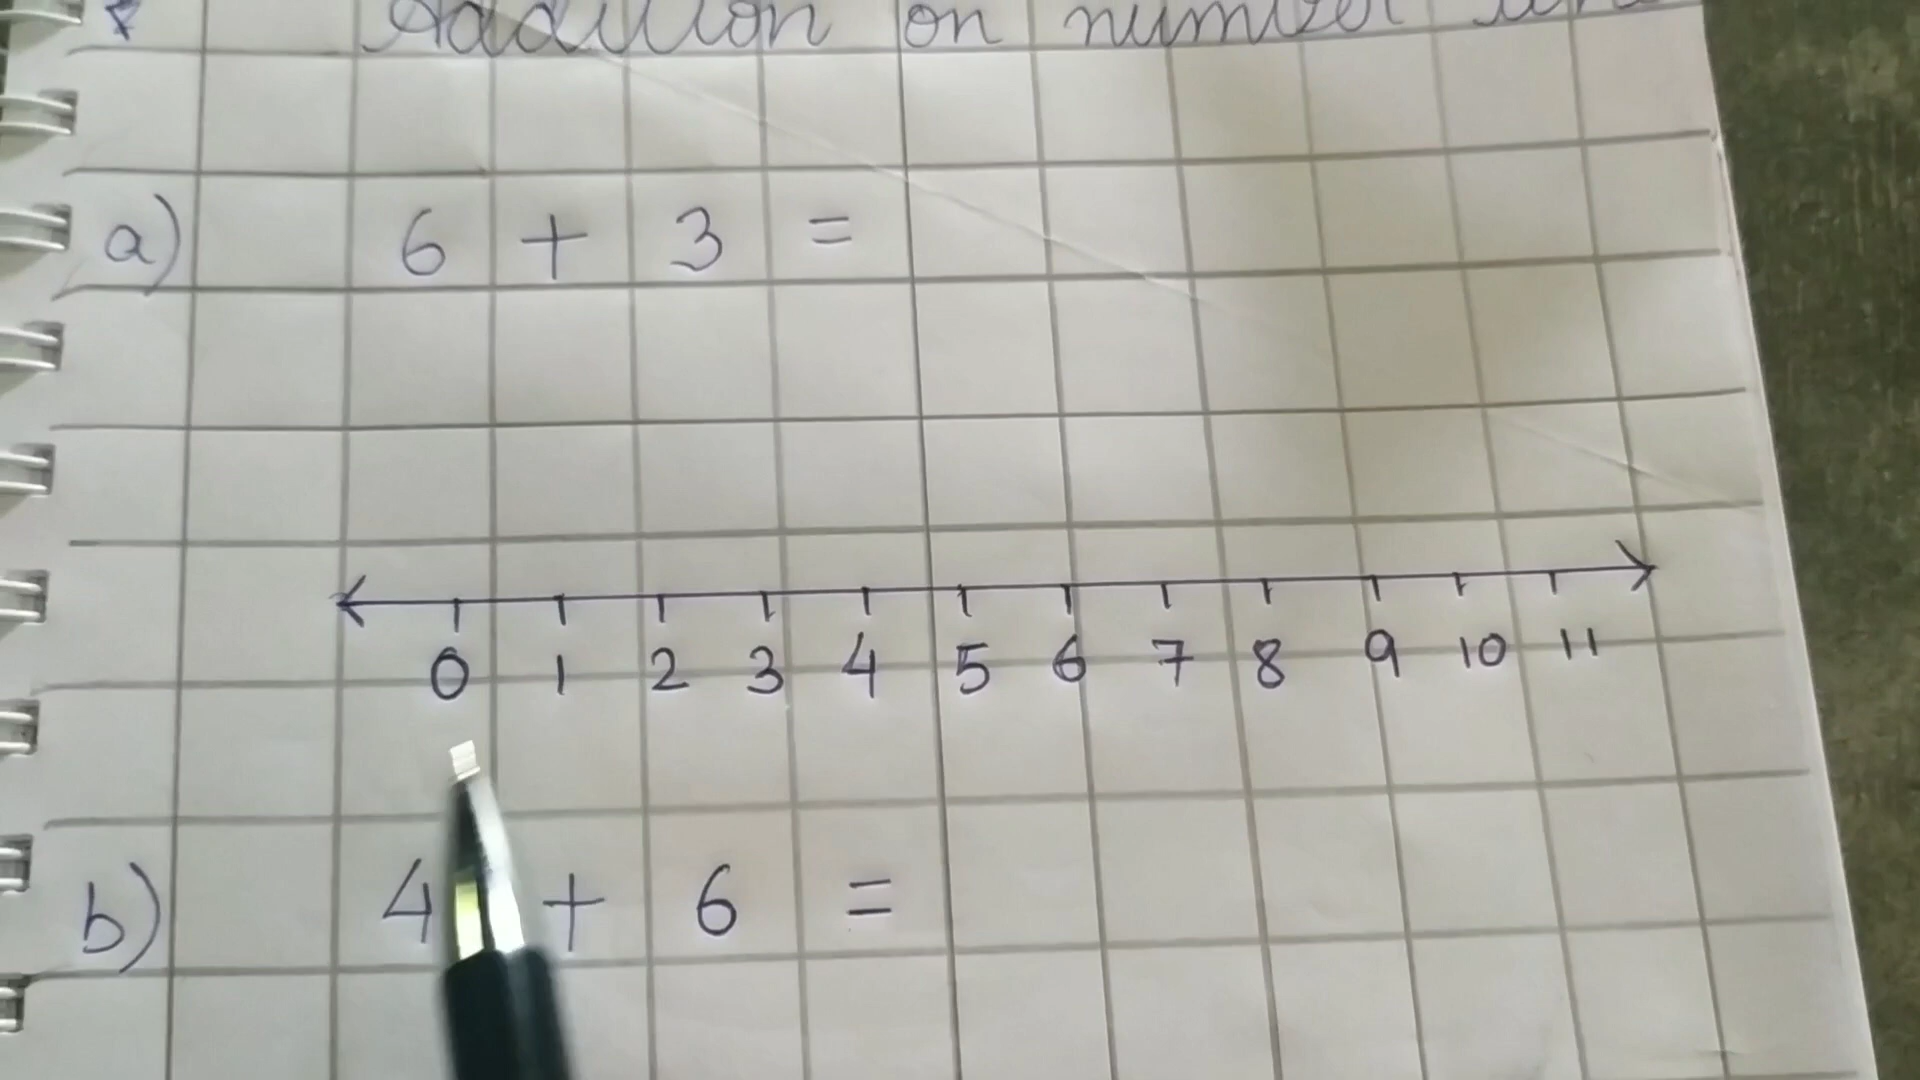 Addition on number
a) 6 + 3 =
0 1 2 3 4 5 6 7 8 9 10 11
b) 4 + 6 =